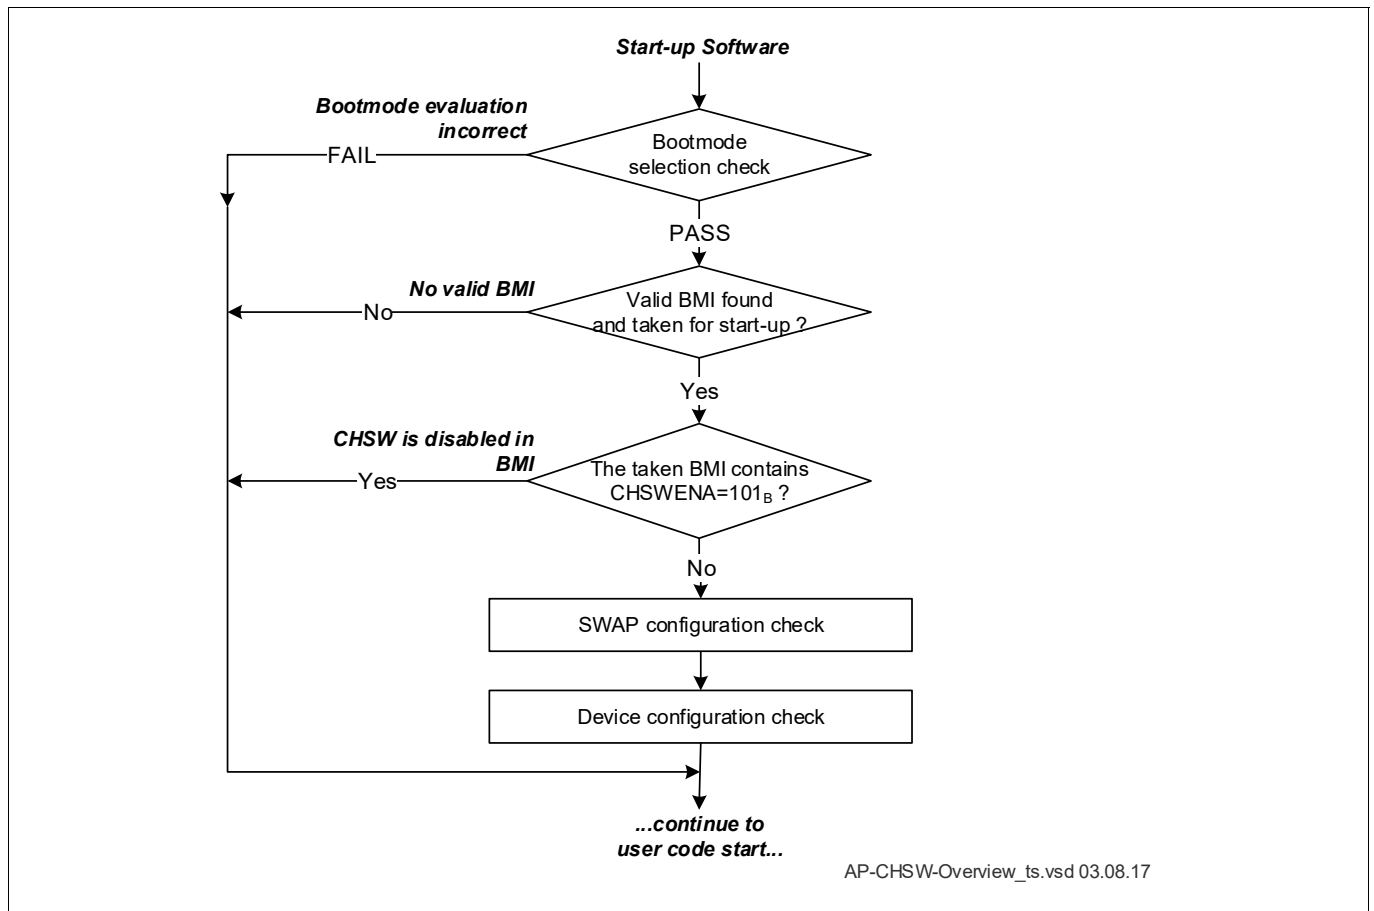 Start-up Software
Bootmode evaluation
incorrect
Bootmode
selection check
FAIL
PASS
No valid BMI
Valid BMI found
and taken for start-up ?
No
Yes
CHSW is disabled in
BMI
The taken BMI contains
CHSWENA=101B ?
Yes
No
SWAP configuration check
Device configuration check
...continue to
user code start...
AP-CHSW-Overview_ts.vsd 03.08.17